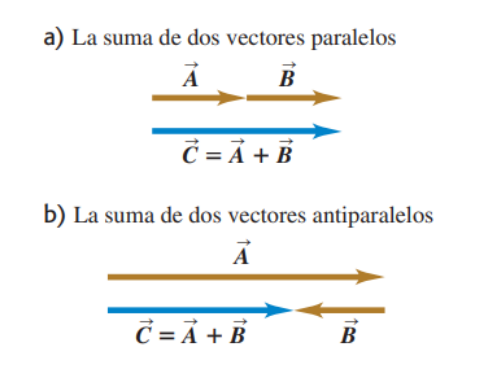 a) La suma de dos vectores paralelos
$\vec{A}$ $\vec{B}$
$\vec{C} = \vec{A} + \vec{B}$
b) La suma de dos vectores antiparalelos
$\vec{A}$
$\vec{C} = \vec{A} + \vec{B}$ $\vec{B}$